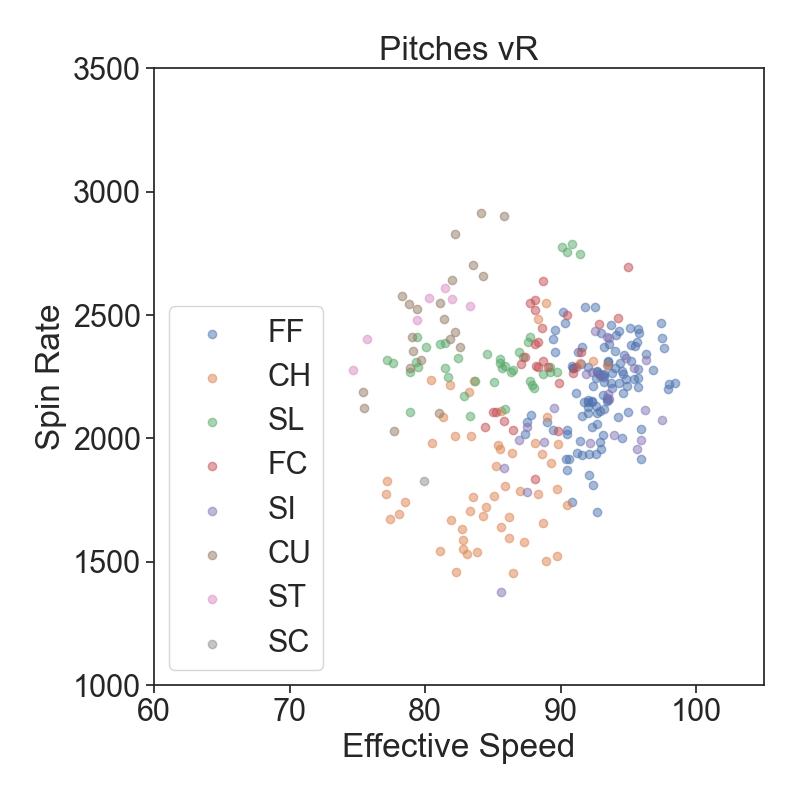 Pitches vR
3500
3000
2500
2000
1500
1000
Spin Rate
FF
CH
SL
FC
SI
CU
ST
SC
60
70
80
90
100
Effective Speed